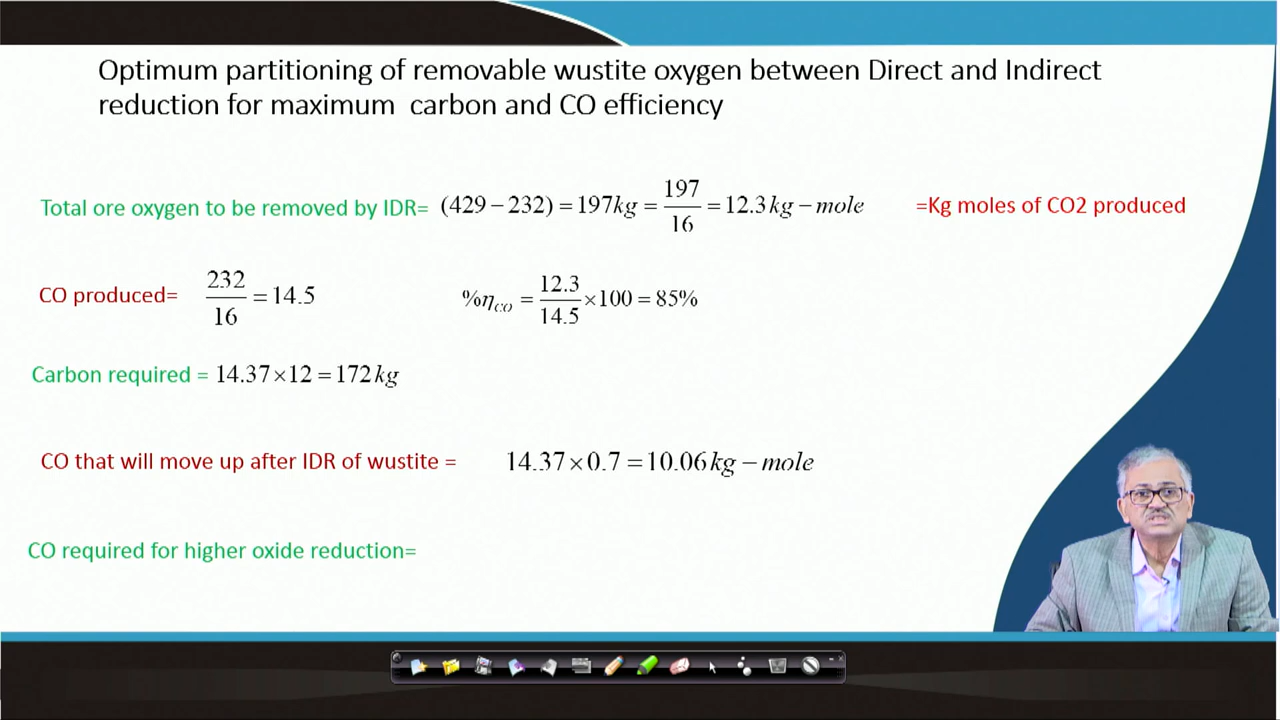 Optimum partitioning of removable wustite oxygen between Direct and Indirect
reduction for maximum carbon and CO efficiency
Total ore oxygen to be removed by IDR= (429 − 232) = 197 kg = 197/16 = 12.3 kg − mole =Kg moles of CO2 produced
CO produced= 232/16 = 14.5 %η_CO = 12.3/14.5 × 100 = 85%
Carbon required = 14.37 × 12 = 172 kg
CO that will move up after IDR of wustite = 14.37 × 0.7 = 10.06 kg − mole
CO required for higher oxide reduction=